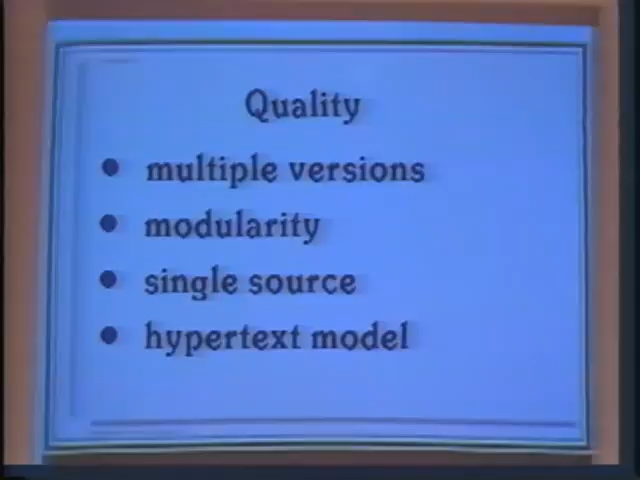 Quality
• multiple versions
• modularity
• single source
• hypertext model